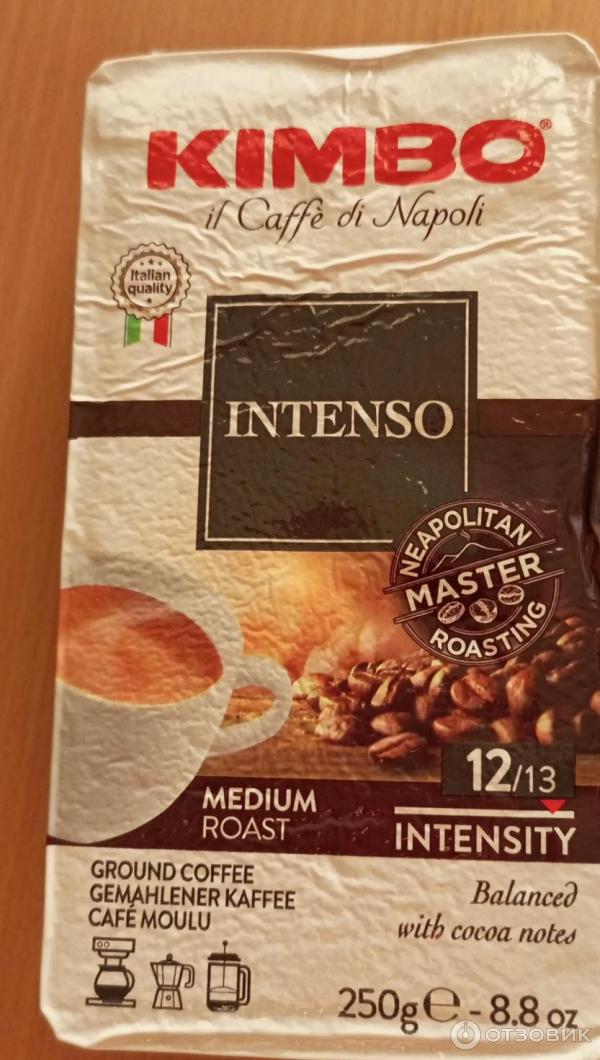 KIMBO®
il Caffè di Napoli
Italian
quality
INTENSO
NEAPOLITAN
MASTER
ROASTING
12/13
MEDIUM
ROAST
INTENSITY
GROUND COFFEE
GEMAHLENER KAFFEE
CAFÉ MOULU
Balanced
with cocoa notes
250g e - 8.8 oz
ОТЗОВИК